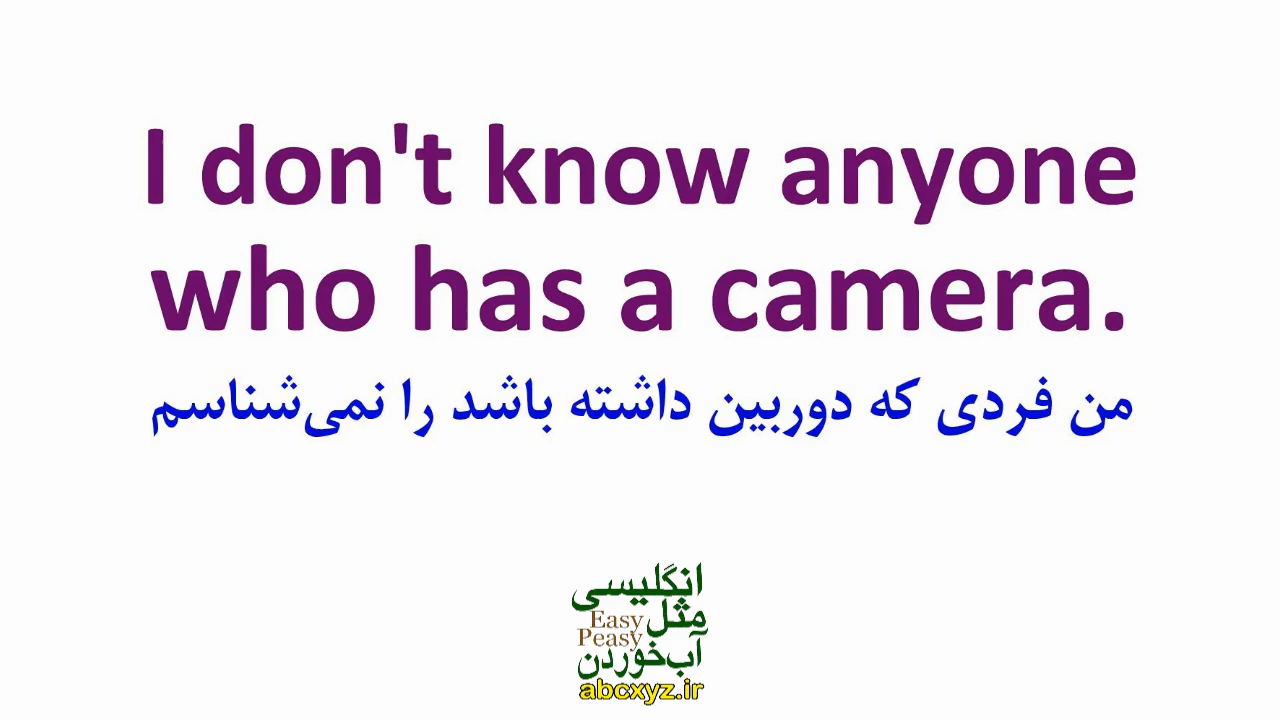 I don't know anyone
who has a camera.
من فردی که دوربین داشته باشد را نمی‌شناسم
انگلیسی
مثل
Easy
Peasy
آب‌خوردن
abcxyz.ir